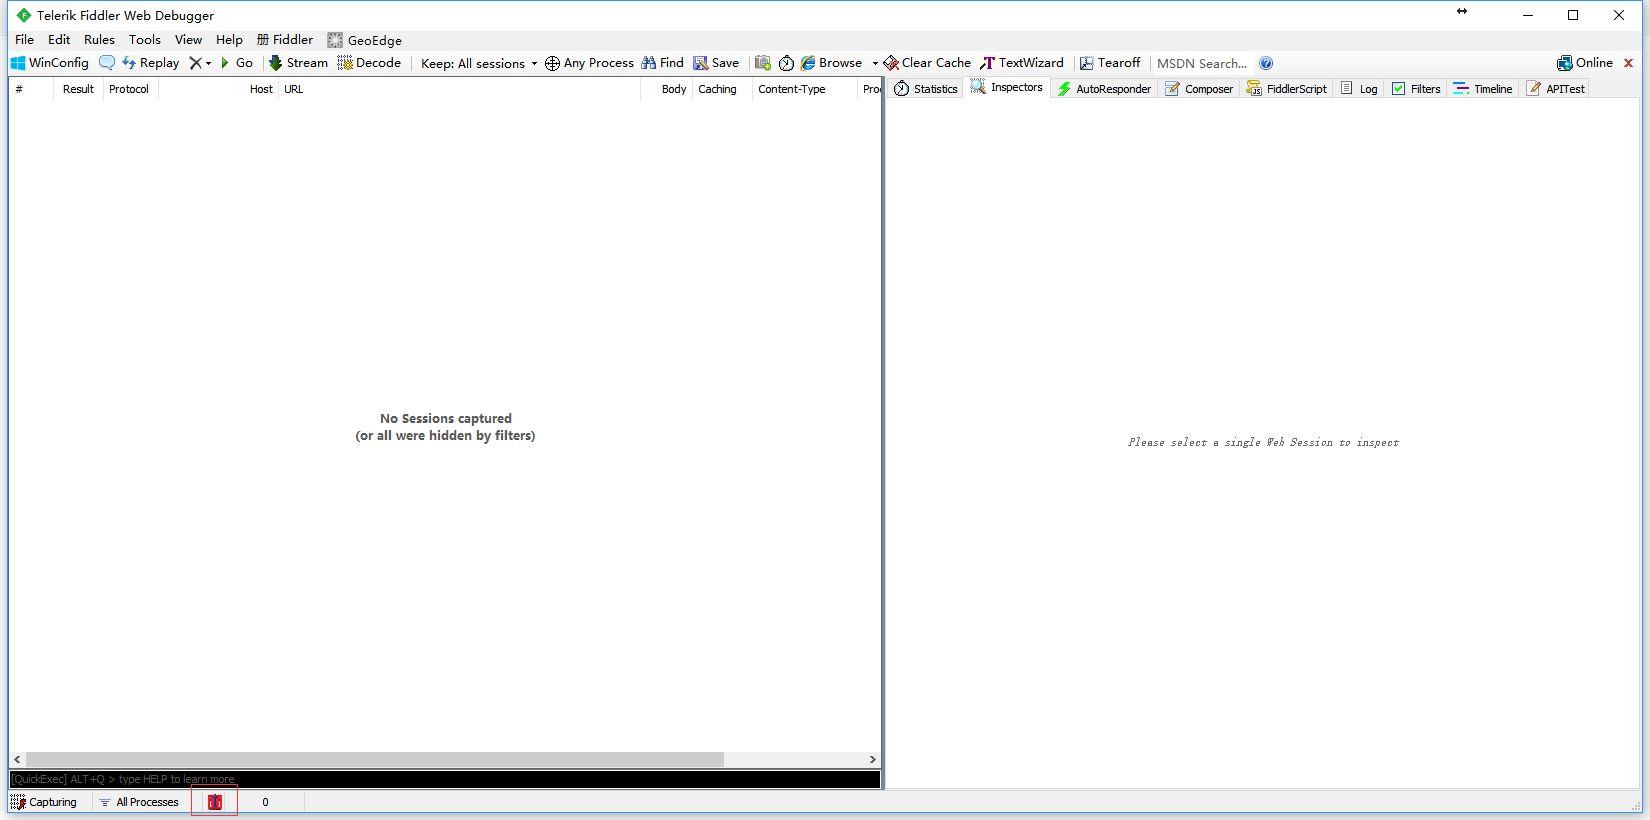 Telerik Fiddler Web Debugger
File Edit Rules Tools View Help 册 Fiddler GeoEdge
WinConfig Replay Go Stream Decode Keep: All sessions Any Process Find Save Browse Clear Cache TextWizard Tearoff MSDN Search... Online
# Result Protocol Host URL Body Caching Content-Type Pro
Statistics Inspectors AutoResponder Composer FiddlerScript Log Filters Timeline APITest
No Sessions captured
(or all were hidden by filters)
Please select a single Web Session to inspect
[QuickExec] ALT+Q > type HELP to learn more
Capturing All Processes 0